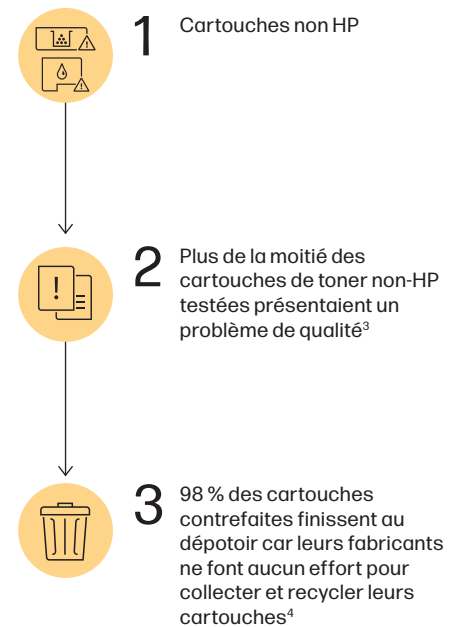 1 Cartouches non HP
2 Plus de la moitié des
cartouches de toner non-HP
testées présentaient un
problème de qualité³
3 98 % des cartouches
contrefaites finissent au
dépotoir car leurs fabricants
ne font aucun effort pour
collecter et recycler leurs
cartouches⁴